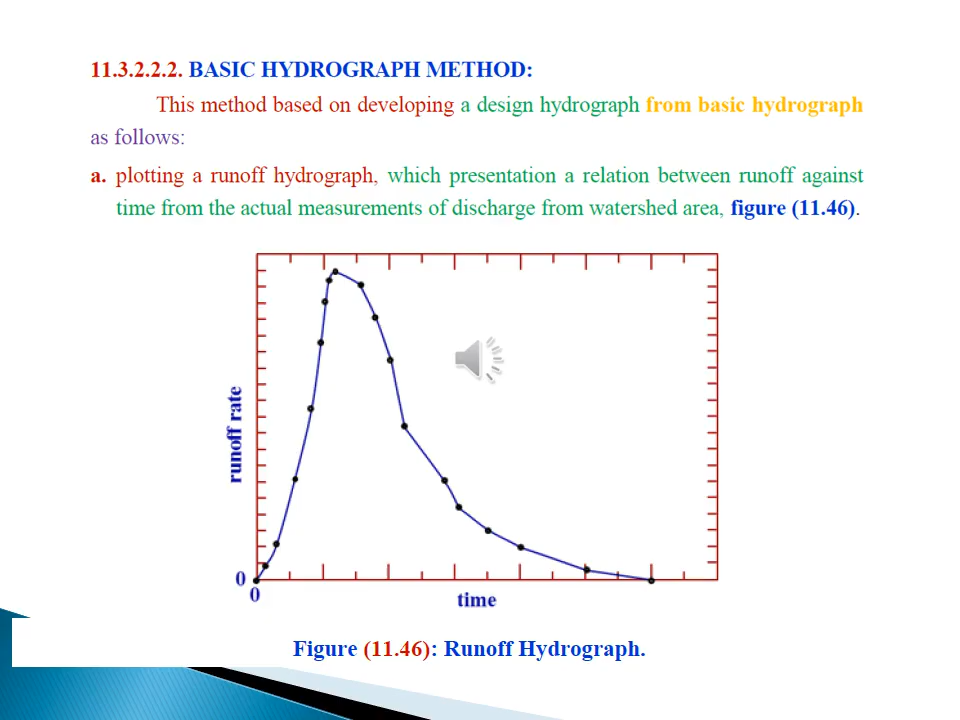 11.3.2.2.2. BASIC HYDROGRAPH METHOD:
This method based on developing a design hydrograph from basic hydrograph
as follows:
a. plotting a runoff hydrograph, which presentation a relation between runoff against
time from the actual measurements of discharge from watershed area, figure (11.46).
runoff rate
0
0
time
Figure (11.46): Runoff Hydrograph.